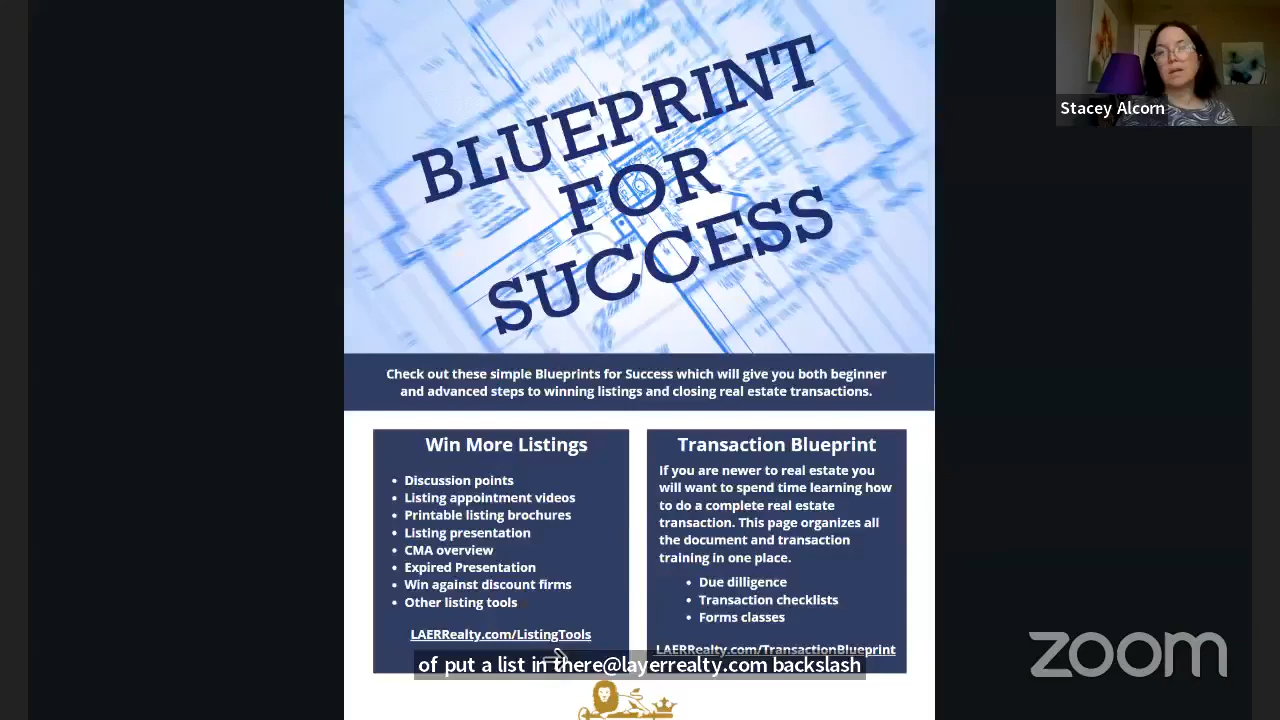 BLUEPRINT
FOR
SUCCESS
Stacey Alcorn
Check out these simple Blueprints for Success which will give you both beginner
and advanced steps to winning listings and closing real estate transactions.
Win More Listings
• Discussion points
• Listing appointment videos
• Printable listing brochures
• Listing presentation
• CMA overview
• Expired Presentation
• Win against discount firms
• Other listing tools
LAERRealty.com/ListingTools
Transaction Blueprint
If you are newer to real estate you
will want to spend time learning how
to do a complete real estate
transaction. This page organizes all
the document and transaction
training in one place.
• Due dilligence
• Transaction checklists
• Forms classes
LAERRealty.com/TransactionBlueprint
of put a list in there@layerrealty.com backslash
zoom